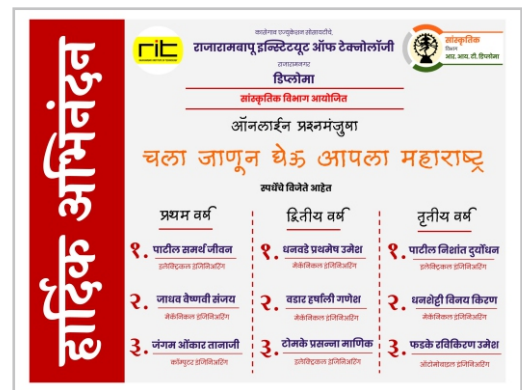 हार्दिक अभिनंदन
rit
कासेगाव एज्युकेशन सोसायटीचे,
राजारामबापू इन्स्टिटयूट ऑफ टेक्नोलॉजी
राजारामनगर
डिप्लोमा
सांस्कृतिक
विभाग
आर. आय. टी. डिप्लोमा
सांस्कृतिक विभाग आयोजित
ऑनलाईन प्रश्नमंजुषा
चला जाणून घेऊ आपला महाराष्ट्र
स्पर्धेचे विजेते आहेत
प्रथम वर्ष
१. पाटील समर्थ जीवन
इलेक्ट्रिकल इंजिनिअरिंग
२. जाधव वैष्णवी संजय
मेकॅनिकल इंजिनिअरिंग
३. जंगम ओंकार तानाजी
कॉम्पुटर इंजिनिअरिंग
द्वितीय वर्ष
१. धनवडे प्रथमेष उमेश
मेकॅनिकल इंजिनिअरिंग
२. वडार हर्षाली गणेश
मेकॅनिकल इंजिनिअरिंग
३. टोमके प्रसन्ना माणिक
इलेक्ट्रिकल इंजिनिअरिंग
तृतीय वर्ष
१. पाटील निशांत दुर्योधन
इलेक्ट्रिकल इंजिनिअरिंग
२. धनशेट्टी विनय किरण
मेकॅनिकल इंजिनिअरिंग
३. फडके रविकिरण उमेश
ऑटोमोबाइल इंजिनिअरिंग